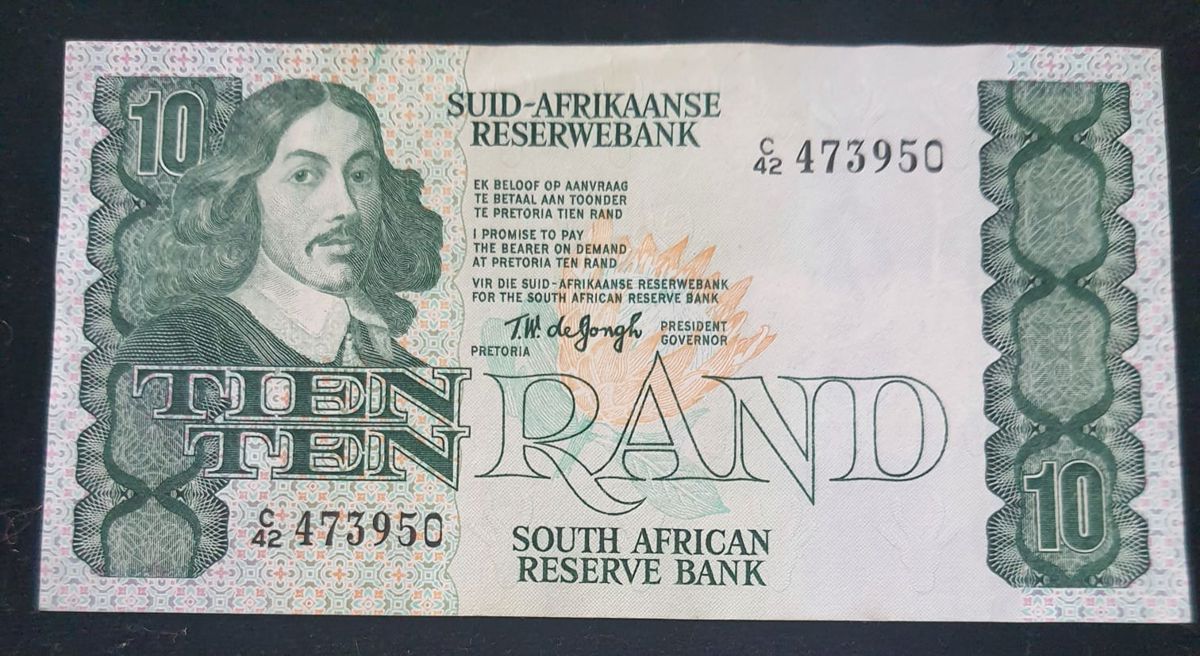 10
SUID-AFRIKAANSE
RESERWEBANK
C/42 473950
EK BELOOF OP AANVRAAG
TE BETAAL AAN TOONDER
TE PRETORIA TIEN RAND
I PROMISE TO PAY
THE BEARER ON DEMAND
AT PRETORIA TEN RAND
VIR DIE SUID-AFRIKAANSE RESERWEBANK
FOR THE SOUTH AFRICAN RESERVE BANK
T.W. de Jongh PRESIDENT
GOVERNOR
PRETORIA
TIEN
TEN RAND
C/42 473950
SOUTH AFRICAN
RESERVE BANK
10